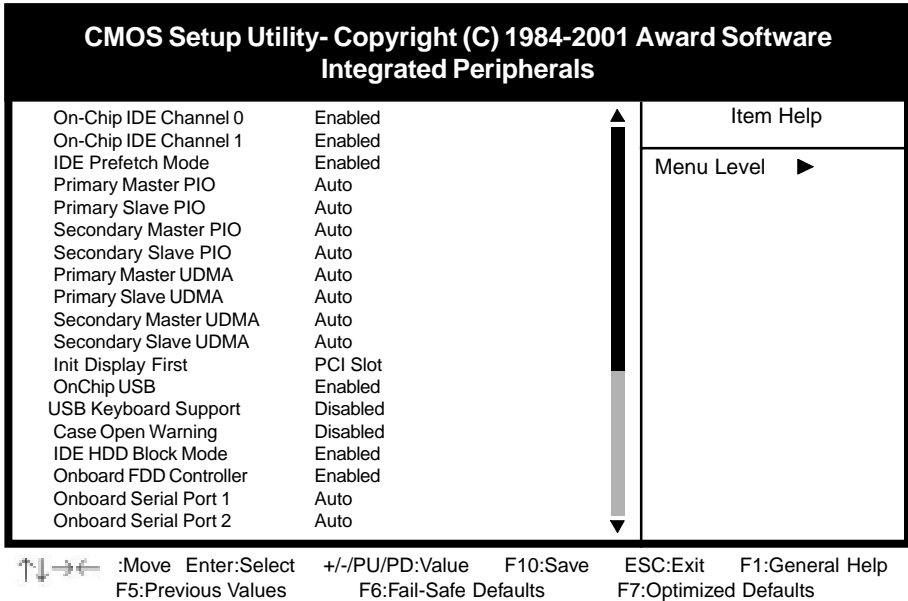 CMOS Setup Utility- Copyright (C) 1984-2001 Award Software
Integrated Peripherals
On-Chip IDE Channel 0 Enabled
On-Chip IDE Channel 1 Enabled
IDE Prefetch Mode Enabled
Primary Master PIO Auto
Primary Slave PIO Auto
Secondary Master PIO Auto
Secondary Slave PIO Auto
Primary Master UDMA Auto
Primary Slave UDMA Auto
Secondary Master UDMA Auto
Secondary Slave UDMA Auto
Init Display First PCI Slot
OnChip USB Enabled
USB Keyboard Support Disabled
Case Open Warning Disabled
IDE HDD Block Mode Enabled
Onboard FDD Controller Enabled
Onboard Serial Port 1 Auto
Onboard Serial Port 2 Auto
Item Help
Menu Level ▶
↑↓→← :Move Enter:Select +/-/PU/PD:Value F10:Save ESC:Exit F1:General Help
F5:Previous Values F6:Fail-Safe Defaults F7:Optimized Defaults